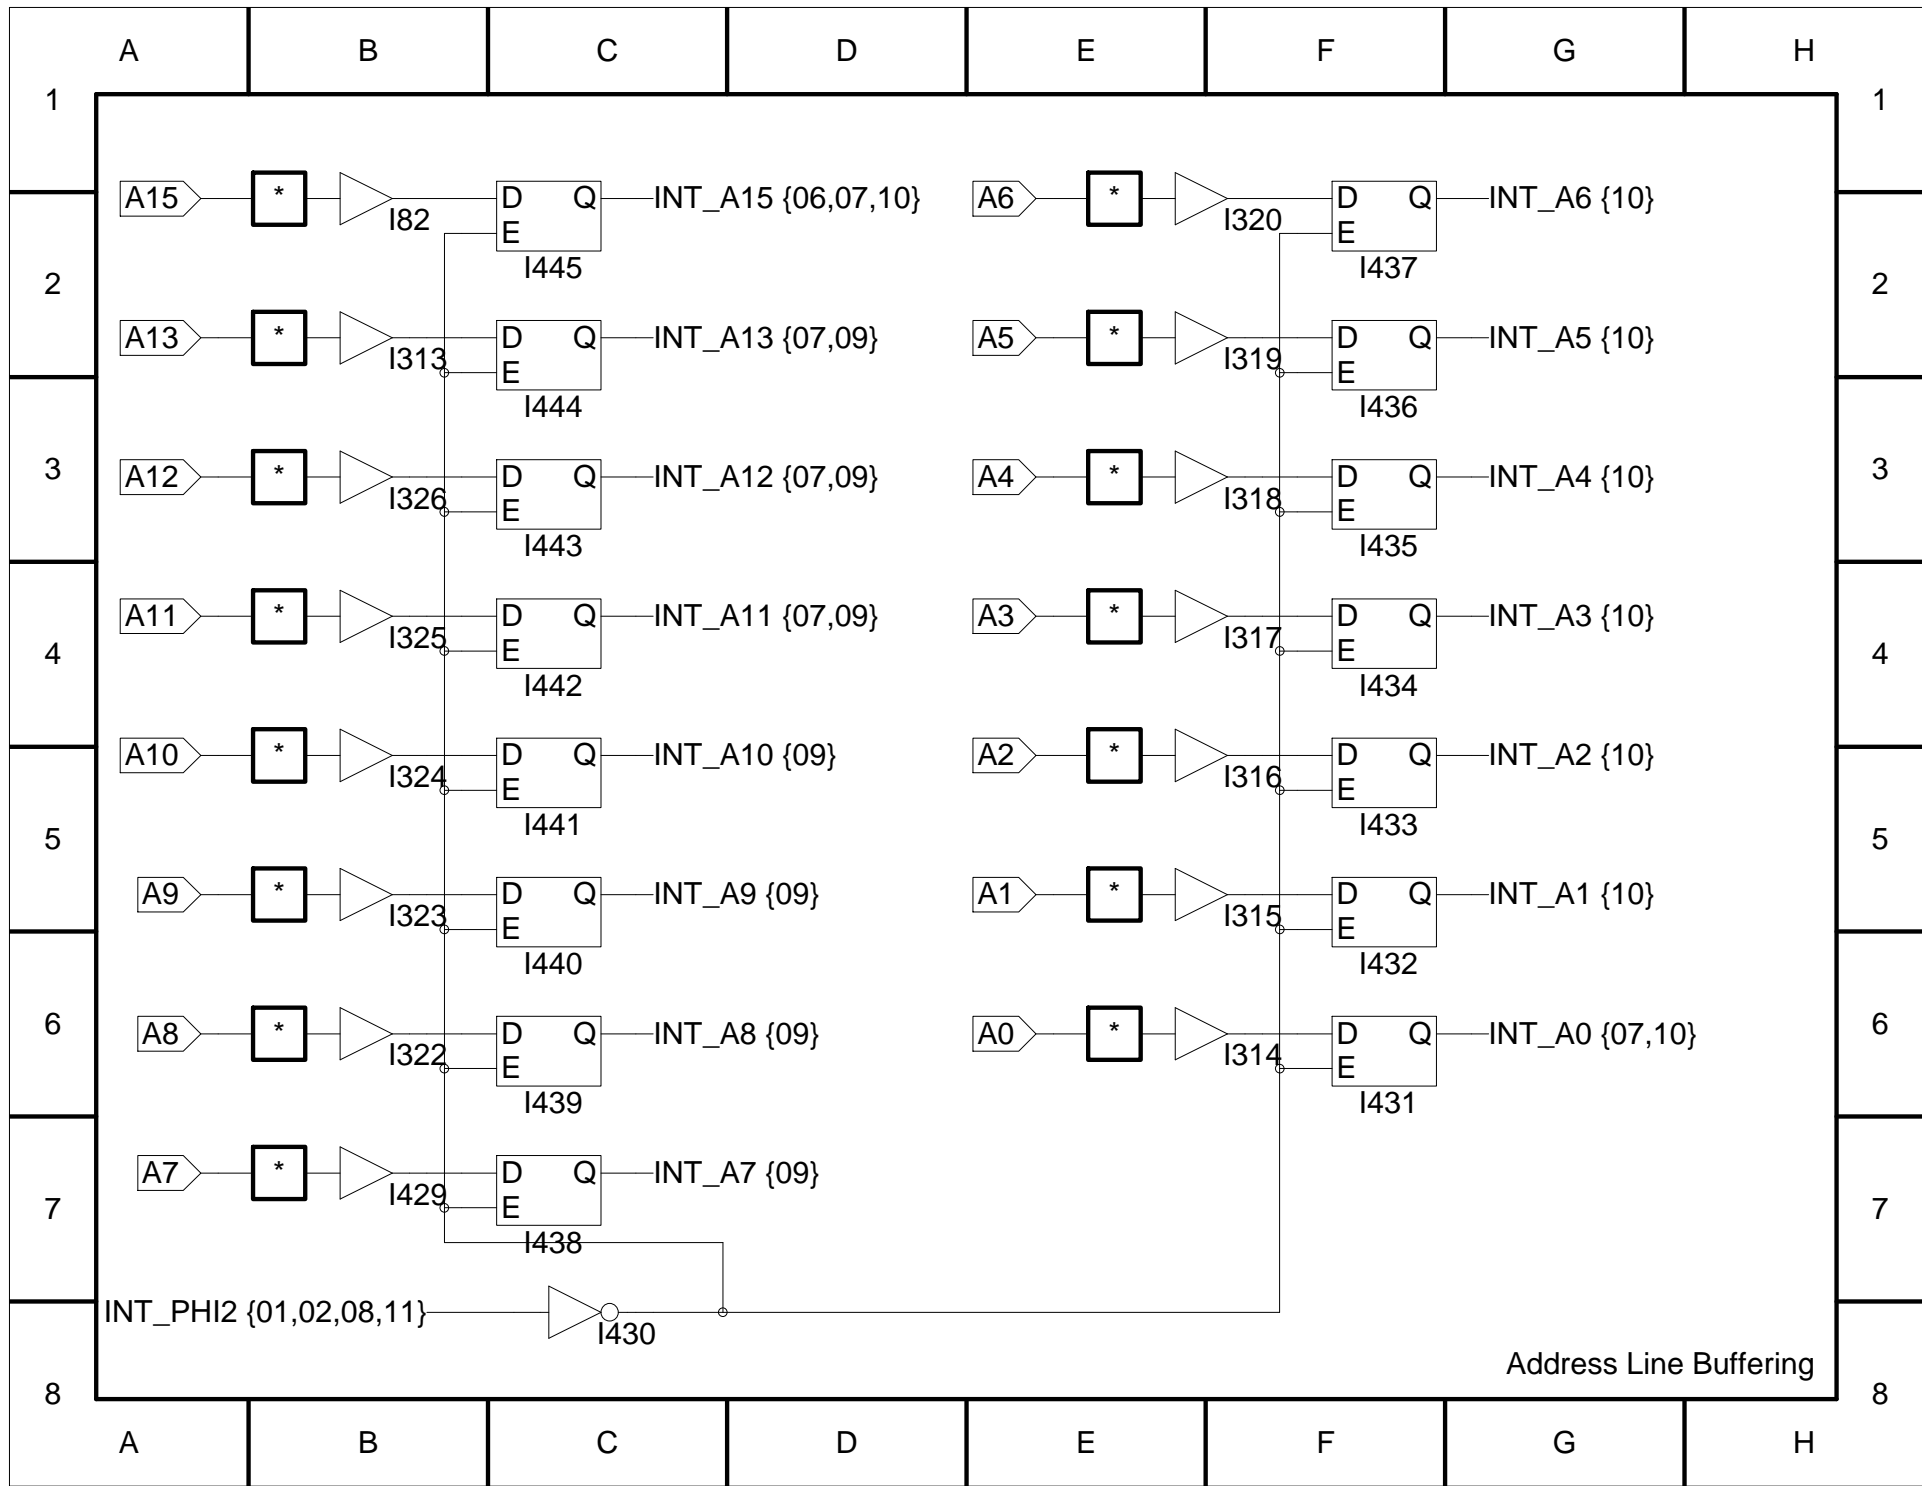 A B C D E F G H
1 1
A15 * I82 D Q E I445 INT_A15 {06,07,10} A6 * I320 D Q E I437 INT_A6 {10}
2 2
A13 * I313 D Q E I444 INT_A13 {07,09} A5 * I319 D Q E I436 INT_A5 {10}
3 3
A12 * I326 D Q E I443 INT_A12 {07,09} A4 * I318 D Q E I435 INT_A4 {10}
A11 * I325 D Q E I442 INT_A11 {07,09} A3 * I317 D Q E I434 INT_A3 {10}
4 4
A10 * I324 D Q E I441 INT_A10 {09} A2 * I316 D Q E I433 INT_A2 {10}
5 5
A9 * I323 D Q E I440 INT_A9 {09} A1 * I315 D Q E I432 INT_A1 {10}
6 6
A8 * I322 D Q E I439 INT_A8 {09} A0 * I314 D Q E I431 INT_A0 {07,10}
A7 * I429 D Q E I438 INT_A7 {09}
7 7
INT_PHI2 {01,02,08,11} I430
Address Line Buffering
8 8
A B C D E F G H